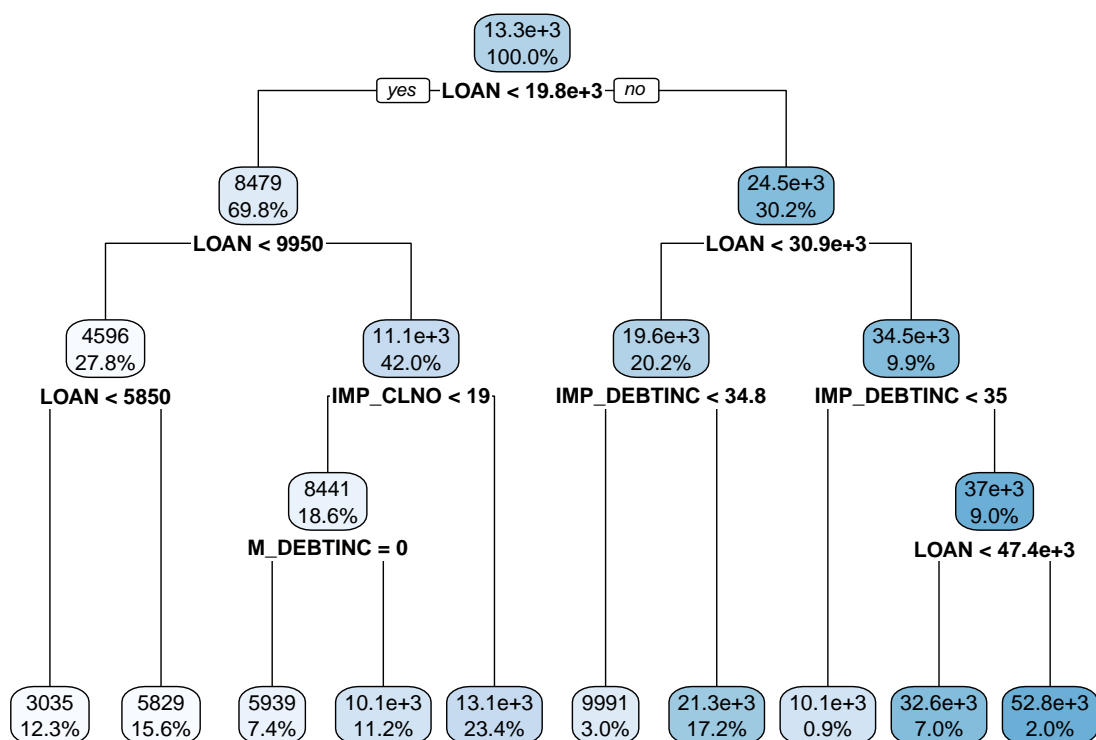 13.3e+3
100.0%
yes LOAN < 19.8e+3 no
8479
69.8%
24.5e+3
30.2%
LOAN < 9950
LOAN < 30.9e+3
4596
27.8%
11.1e+3
42.0%
19.6e+3
20.2%
34.5e+3
9.9%
LOAN < 5850
IMP_CLNO < 19
IMP_DEBTINC < 34.8
IMP_DEBTINC < 35
8441
18.6%
37e+3
9.0%
M_DEBTINC = 0
LOAN < 47.4e+3
3035
12.3%
5829
15.6%
5939
7.4%
10.1e+3
11.2%
13.1e+3
23.4%
9991
3.0%
21.3e+3
17.2%
10.1e+3
0.9%
32.6e+3
7.0%
52.8e+3
2.0%